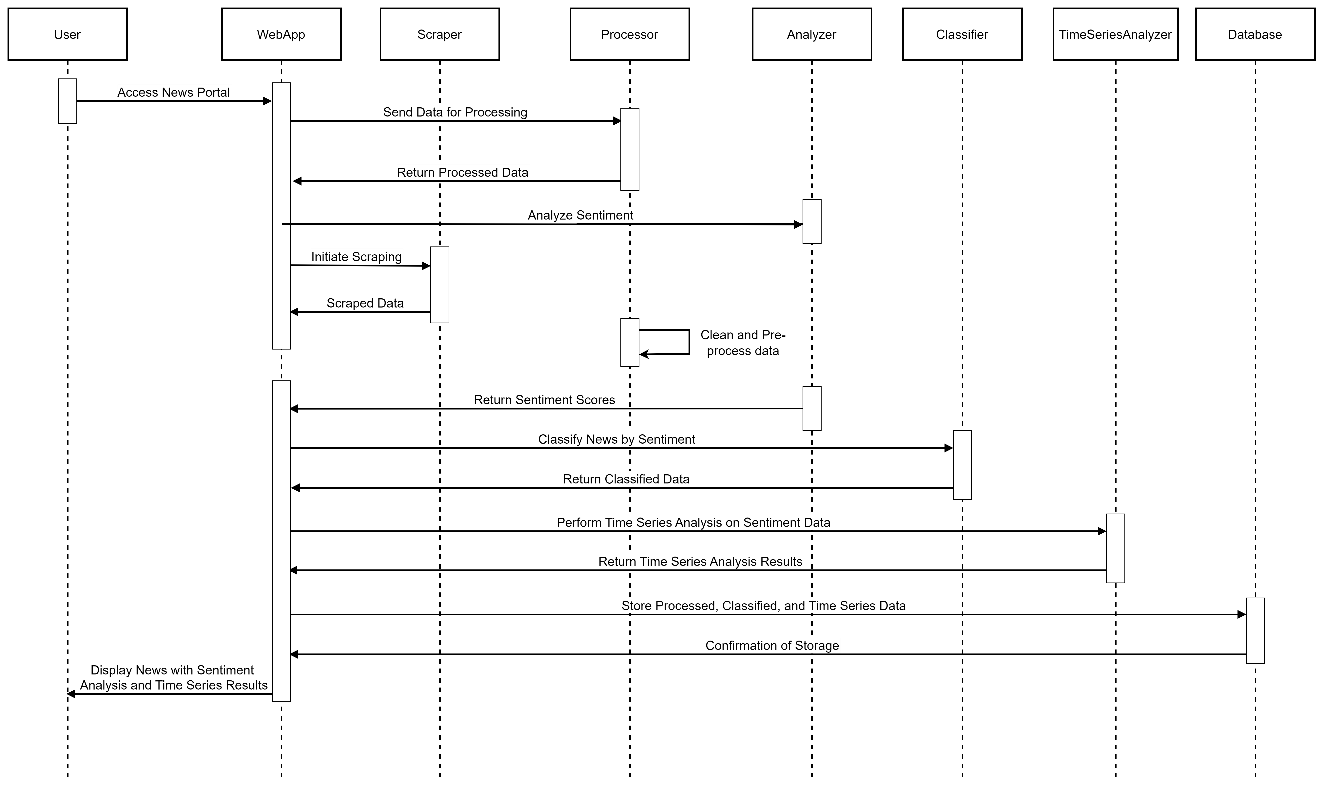 User
WebApp
Scraper
Processor
Analyzer
Classifier
TimeSeriesAnalyzer
Database
Access News Portal
Send Data for Processing
Return Processed Data
Analyze Sentiment
Initiate Scraping
Scraped Data
Clean and Pre-
process data
Return Sentiment Scores
Classify News by Sentiment
Return Classified Data
Perform Time Series Analysis on Sentiment Data
Return Time Series Analysis Results
Store Processed, Classified, and Time Series Data
Confirmation of Storage
Display News with Sentiment
Analysis and Time Series Results